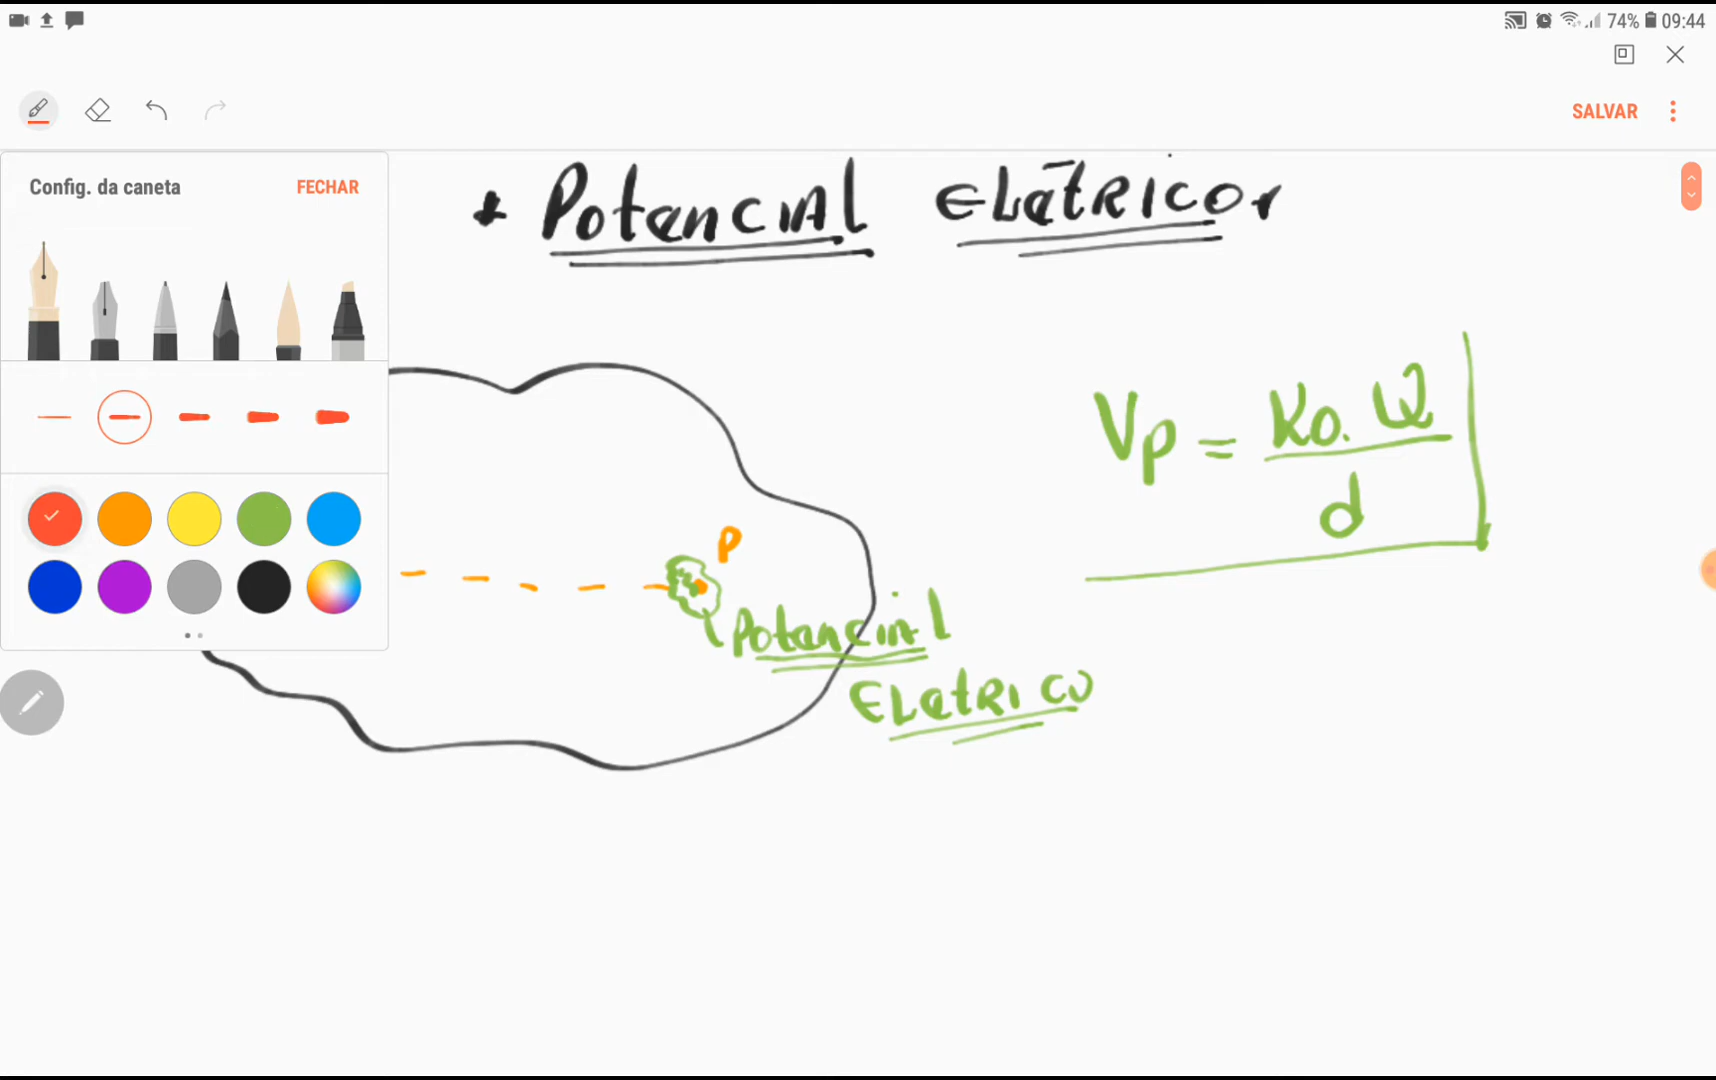 74% 09:44
SALVAR
Config. da caneta FECHAR
+ Potencial Elétrico
Vp = Ko. Q
d
P
Potencial
Eletrico